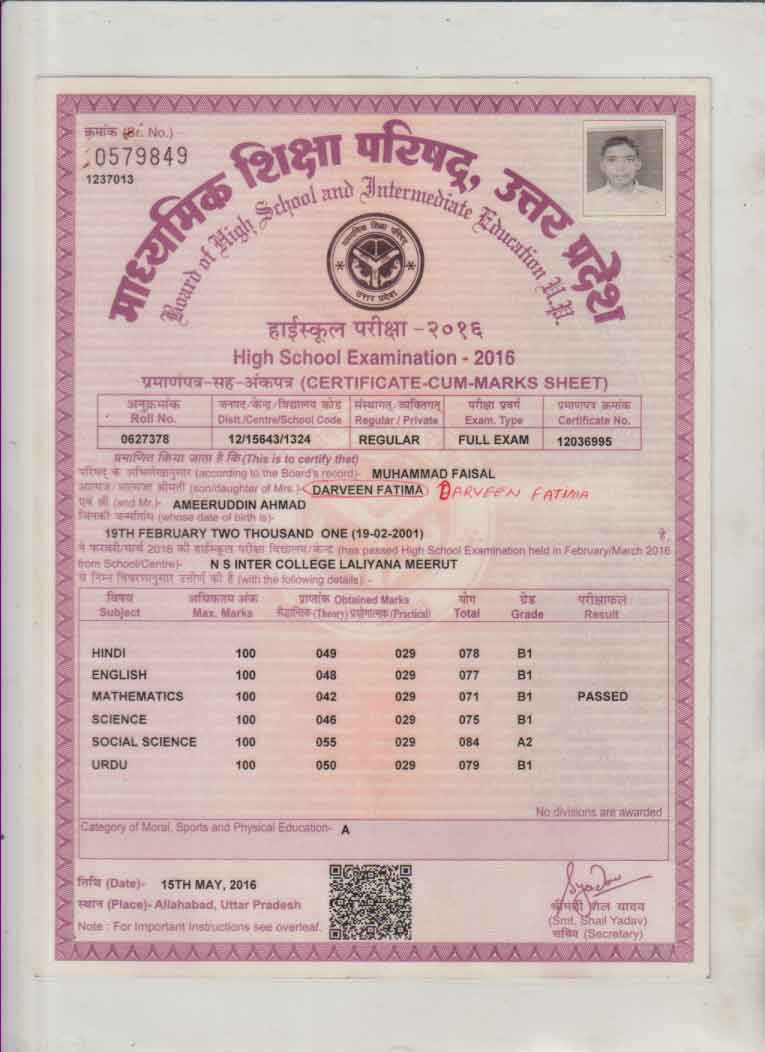 क्रमांक (Sr. No.)
0579849
1237013
माध्यमिक शिक्षा परिषद्, उत्तर प्रदेश
Board of High School and Intermediate Education U.P.
माध्यमिक शिक्षा परिषद्
उत्तर प्रदेश
हाईस्कूल परीक्षा -२०१६
High School Examination - 2016
प्रमाणपत्र-सह-अंकपत्र (CERTIFICATE-CUM-MARKS SHEET)
अनुक्रमांक जनपद/केन्द्र/विद्यालय कोड संस्थागत/व्यक्तिगत परीक्षा प्रवर्ग प्रमाणपत्र क्रमांक
Roll No. Distt./Centre/School Code Regular / Private Exam. Type Certificate No.
0627378 12/15643/1324 REGULAR FULL EXAM 12036995
प्रमाणित किया जाता है कि (This is to certify that)
परिषद् के अभिलेखानुसार (according to the Board's record)- MUHAMMAD FAISAL
आत्मज/आत्मजा श्रीमती (son/daughter of Mrs.)- DARVEEN FATIMA DARVEEN FATIMA
एवं श्री (and Mr.)- AMEERUDDIN AHMAD
जिनकी जन्मतिथि (whose date of birth is)-
19TH FEBRUARY TWO THOUSAND ONE (19-02-2001) है,
ने फरवरी/मार्च 2016 की हाईस्कूल परीक्षा विद्यालय/केन्द्र (has passed High School Examination held in February/March 2016
from School/Centre)- N S INTER COLLEGE LALIYANA MEERUT
से निम्न विवरणानुसार उत्तीर्ण की है (with the following details):-
विषय अधिकतम अंक प्राप्तांक Obtained Marks योग ग्रेड परीक्षाफल
Subject Max. Marks सैद्धान्तिक (Theory) प्रयोगात्मक (Practical) Total Grade Result
HINDI 100 049 029 078 B1
ENGLISH 100 048 029 077 B1
MATHEMATICS 100 042 029 071 B1 PASSED
SCIENCE 100 046 029 075 B1
SOCIAL SCIENCE 100 055 029 084 A2
URDU 100 050 029 079 B1
No divisions are awarded
Category of Moral, Sports and Physical Education- A
तिथि (Date)- 15TH MAY, 2016
स्थान (Place)- Allahabad, Uttar Pradesh
Note : For Important Instructions see overleaf.
Syadav
श्रीमती शैल यादव
(Smt. Shail Yadav)
सचिव (Secretary)